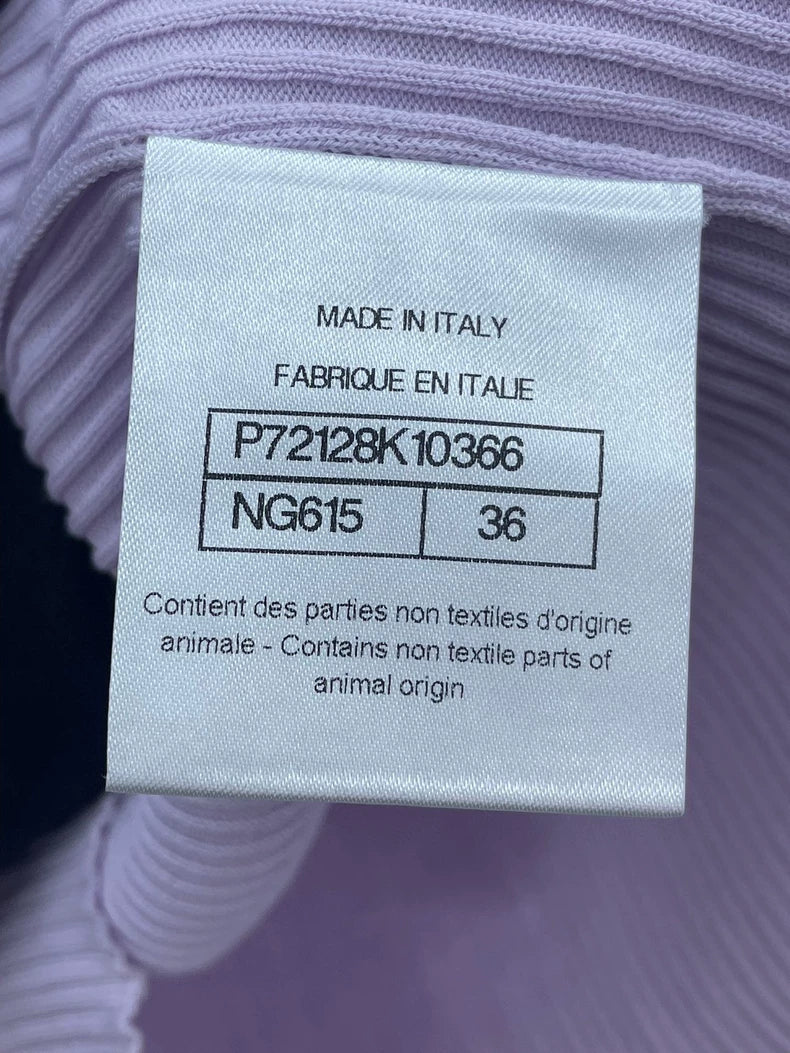 MADE IN ITALY
FABRIQUE EN ITALIE
P72128K10366
NG615 36
Contient des parties non textiles d'origine
animale - Contains non textile parts of
animal origin